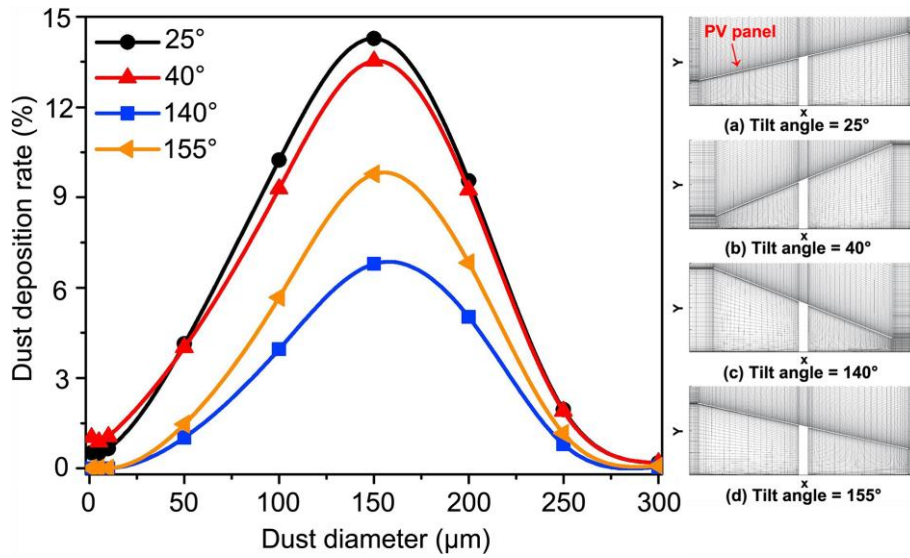 15
12
9
6
3
0
Dust deposition rate (%)
25°
40°
140°
155°
0 50 100 150 200 250 300
Dust diameter (μm)
PV panel
Y
x
(a) Tilt angle = 25°
Y
x
(b) Tilt angle = 40°
Y
x
(c) Tilt angle = 140°
Y
x
(d) Tilt angle = 155°